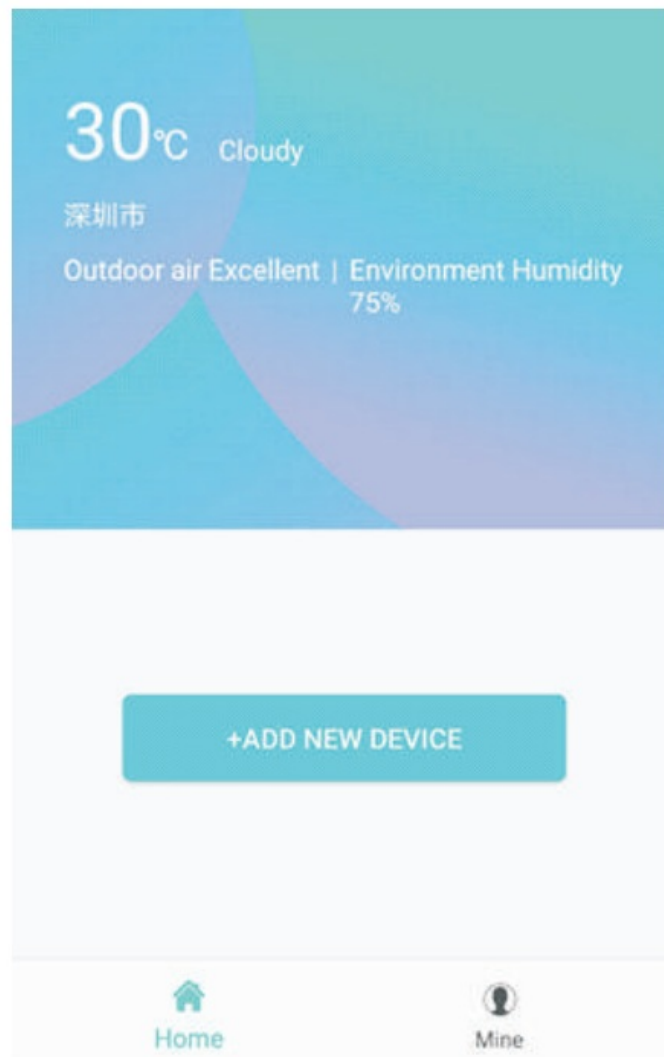 30℃ Cloudy
深圳市
Outdoor air Excellent | Environment Humidity
75%
+ADD NEW DEVICE
Home Mine